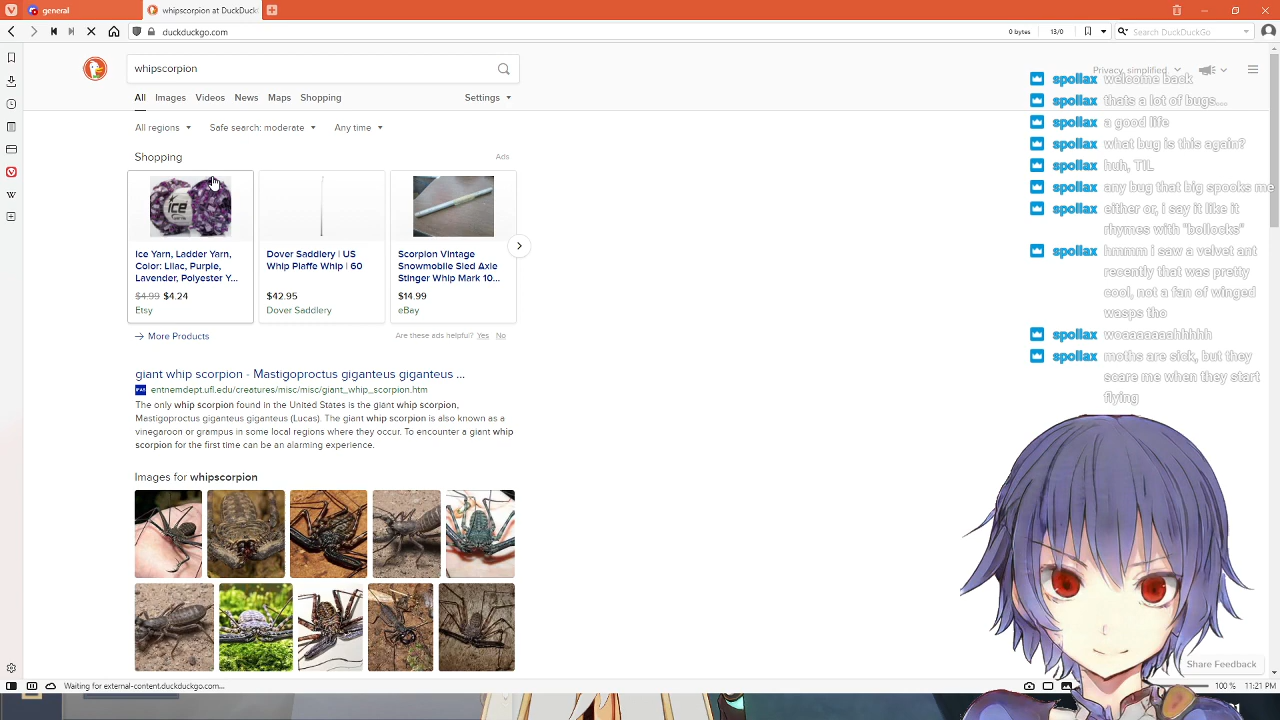 general
whipscorpion at DuckDuck
duckduckgo.com
0 bytes
13/0
Search DuckDuckGo
whipscorpion
Privacy, simplified.
All
Images
Videos
News
Maps
Shopping
Settings
All regions
Safe search: moderate
Any time
Shopping
Ads
ice
Ice Yarn, Ladder Yarn,
Color: Lilac, Purple,
Lavender, Polyester Y...
$4.99 $4.24
Etsy
Dover Saddlery | US
Whip Piaffe Whip | 60
$42.95
Dover Saddlery
Scorpion Vintage
Snowmobile Sled Axle
Stinger Whip Mark 10...
$14.99
eBay
More Products
Are these ads helpful? Yes No
giant whip scorpion - Mastigoproctus giganteus giganteus ...
entnemdept.ufl.edu/creatures/misc/misc/giant_whip_scorpion.htm
The only whip scorpion found in the United States is the giant whip scorpion,
Mastigoproctus giganteus giganteus (Lucas). The giant whip scorpion is also known as a
vinegaroon or grampus in some local regions where they occur. To encounter a giant whip
scorpion for the first time can be an alarming experience.
Images for whipscorpion
spollax welcome back
spollax thats a lot of bugs...
spollax a good life
spollax what bug is this again?
spollax huh, TIL
spollax any bug that big spooks me
spollax either or, i say it like it
rhymes with "bollocks"
spollax hmmm i saw a velvet ant
recently that was pretty
cool, not a fan of winged
wasps tho
spollax woaaaaaaahhhhh
spollax moths are sick, but they
scare me when they start
flying
Share Feedback
Waiting for external-content.duckduckgo.com...
100 %
11:21 PM